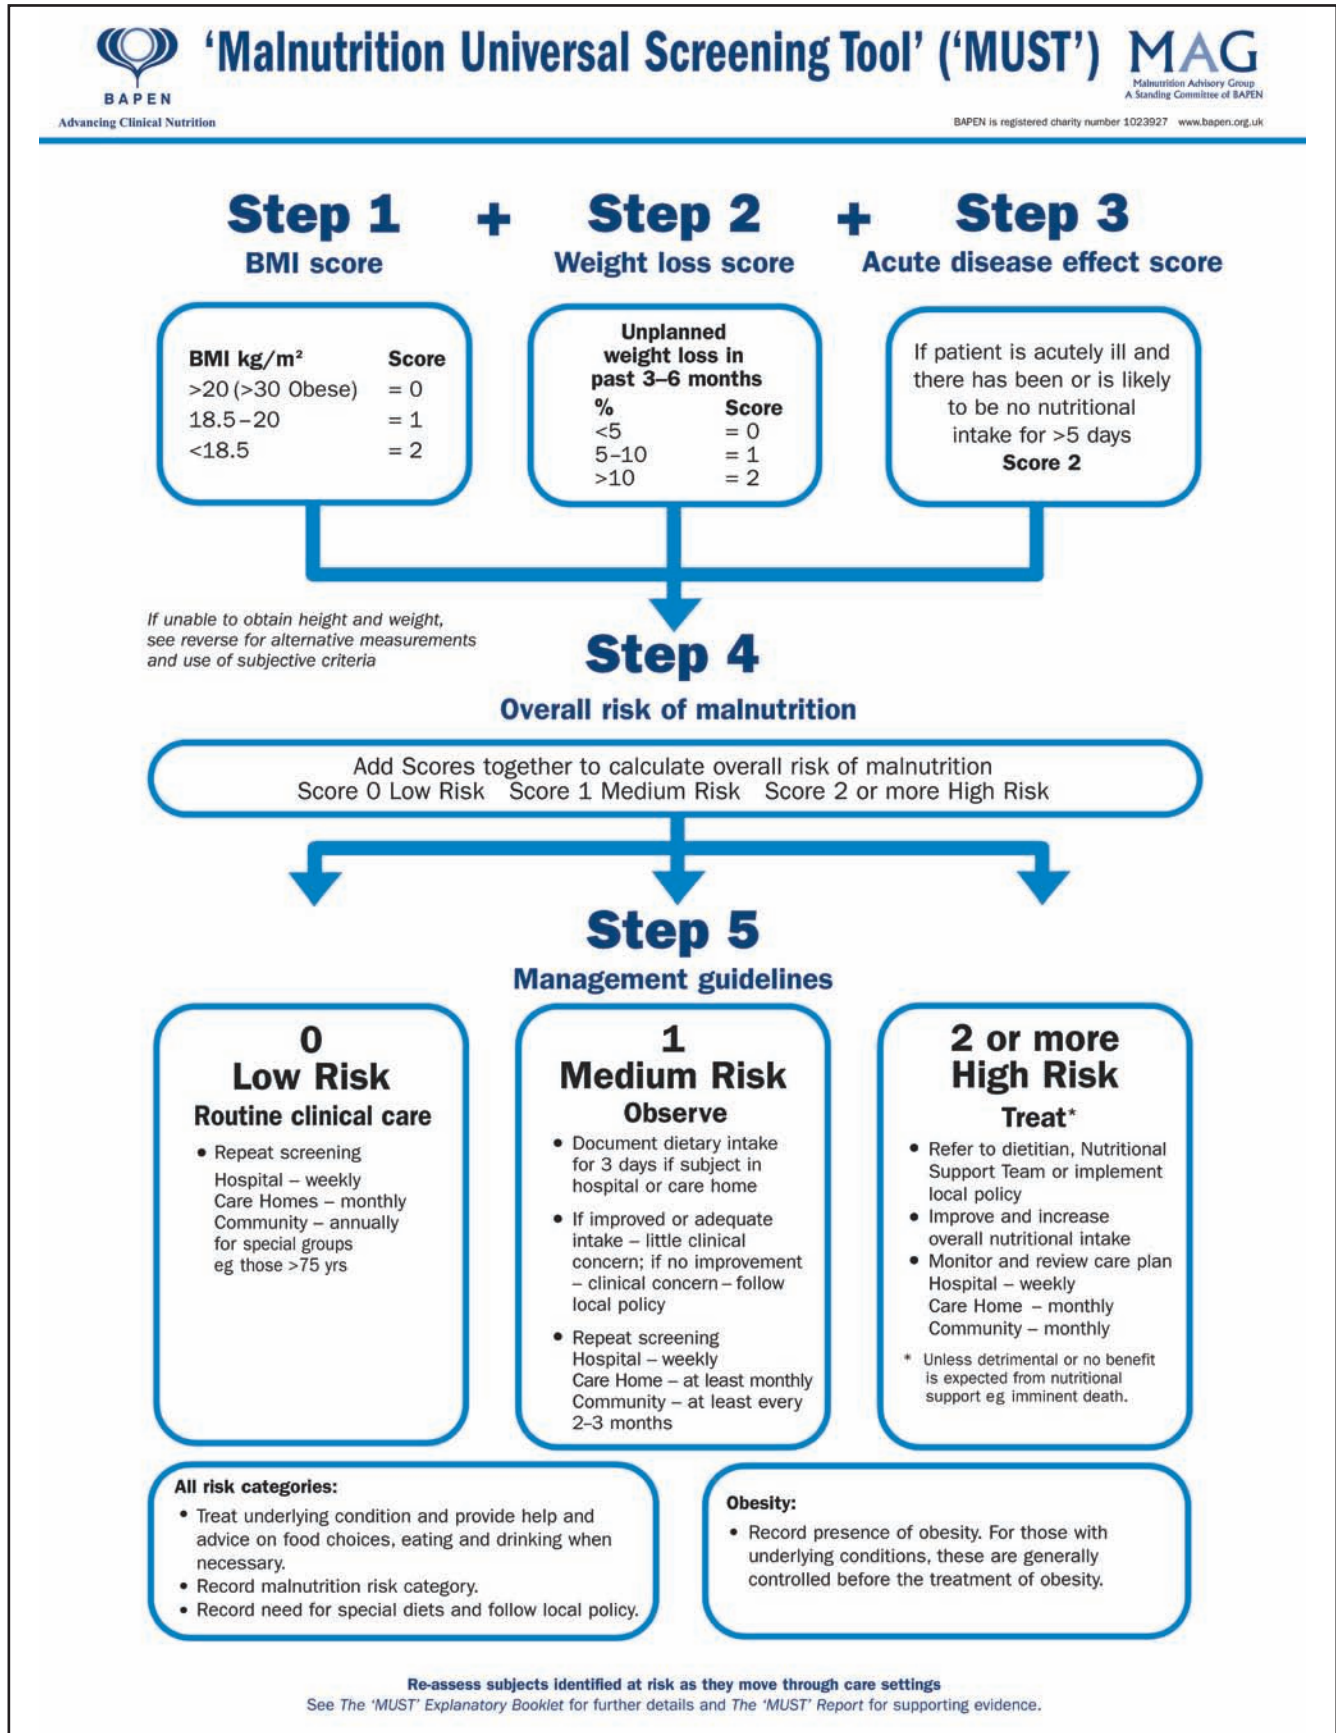 BAPEN
Advancing Clinical Nutrition
‘Malnutrition Universal Screening Tool’ (‘MUST’)
MAG
Malnutrition Advisory Group
A Standing Committee of BAPEN
BAPEN is registered charity number 1023927 www.bapen.org.uk
Step 1 + Step 2 + Step 3
BMI score
Weight loss score
Acute disease effect score
BMI kg/m² Score
>20 (>30 Obese) = 0
18.5–20 = 1
<18.5 = 2
Unplanned
weight loss in
past 3–6 months
% Score
<5 = 0
5–10 = 1
>10 = 2
If patient is acutely ill and
there has been or is likely
to be no nutritional
intake for >5 days
Score 2
If unable to obtain height and weight,
see reverse for alternative measurements
and use of subjective criteria
Step 4
Overall risk of malnutrition
Add Scores together to calculate overall risk of malnutrition
Score 0 Low Risk Score 1 Medium Risk Score 2 or more High Risk
Step 5
Management guidelines
0
Low Risk
Routine clinical care
• Repeat screening
Hospital – weekly
Care Homes – monthly
Community – annually
for special groups
eg those >75 yrs
1
Medium Risk
Observe
• Document dietary intake
for 3 days if subject in
hospital or care home
• If improved or adequate
intake – little clinical
concern; if no improvement
– clinical concern – follow
local policy
• Repeat screening
Hospital – weekly
Care Home – at least monthly
Community – at least every
2–3 months
2 or more
High Risk
Treat*
• Refer to dietitian, Nutritional
Support Team or implement
local policy
• Improve and increase
overall nutritional intake
• Monitor and review care plan
Hospital – weekly
Care Home – monthly
Community – monthly
* Unless detrimental or no benefit
is expected from nutritional
support eg imminent death.
All risk categories:
• Treat underlying condition and provide help and
advice on food choices, eating and drinking when
necessary.
• Record malnutrition risk category.
• Record need for special diets and follow local policy.
Obesity:
• Record presence of obesity. For those with
underlying conditions, these are generally
controlled before the treatment of obesity.
Re-assess subjects identified at risk as they move through care settings
See The ‘MUST’ Explanatory Booklet for further details and The ‘MUST’ Report for supporting evidence.